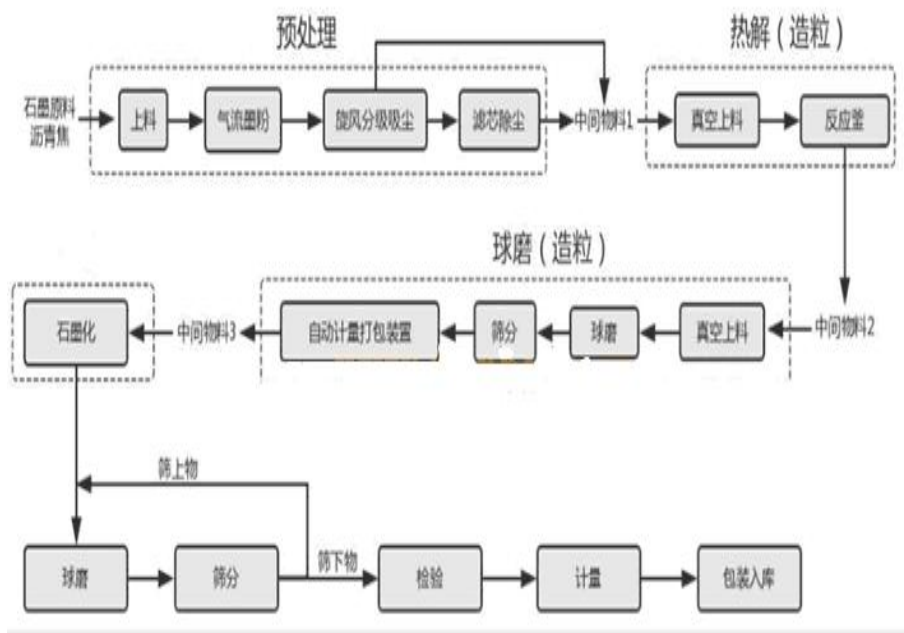 预处理
热解（造粒）
石墨原料
沥青焦
上料
气流墨粉
旋风分级吸尘
滤芯除尘
中间物料1
真空上料
反应釜
球磨（造粒）
石墨化
中间物料3
自动计量打包装置
筛分
球磨
真空上料
中间物料2
筛上物
球磨
筛分
筛下物
检验
计量
包装入库